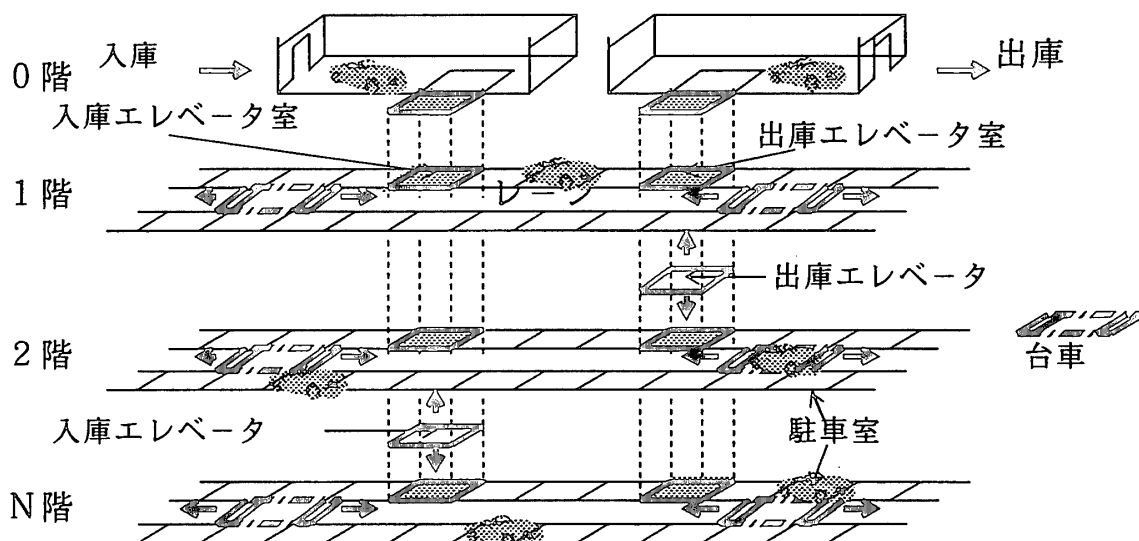 0階
入庫
出庫
入庫エレベータ室
出庫エレベータ室
1階
レーン
出庫エレベータ
2階
台車
入庫エレベータ
駐車室
N階